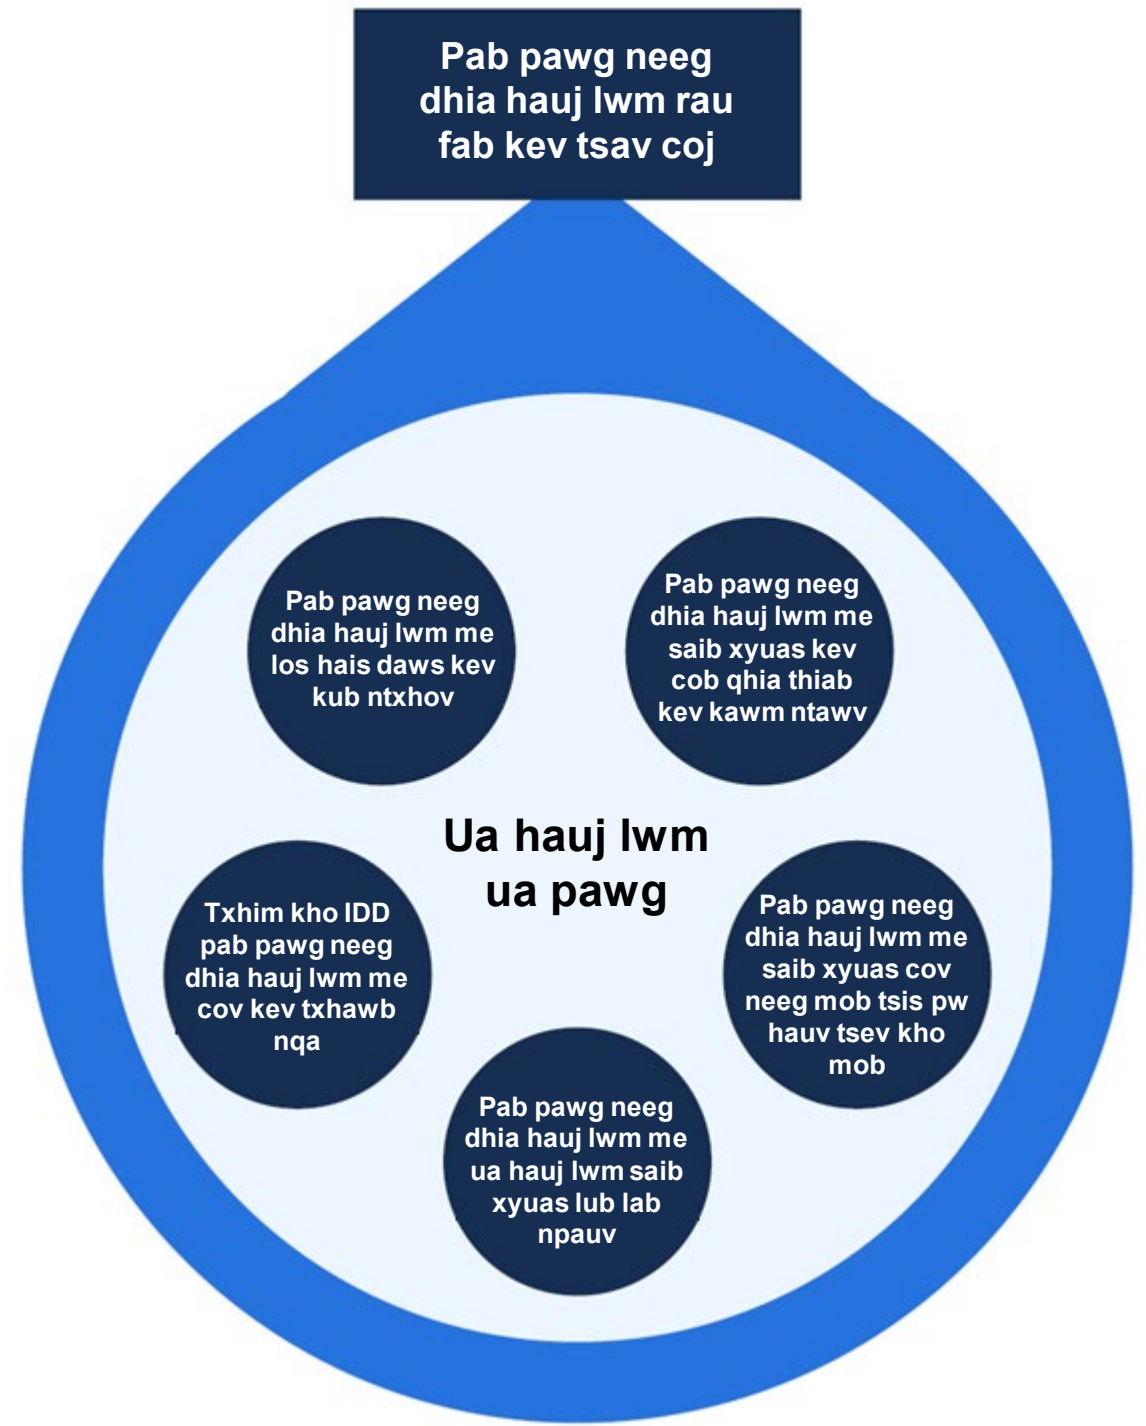 Pab pawg neeg
dhia hauj lwm rau
fab kev tsav coj
Pab pawg neeg
dhia hauj lwm me
los hais daws kev
kub ntxhov
Pab pawg neeg
dhia hauj lwm me
saib xyuas kev
cob qhia thiab
kev kawm ntawv
Ua hauj lwm
ua pawg
Txhim kho IDD
pab pawg neeg
dhia hauj lwm me
cov kev txhawb
nqa
Pab pawg neeg
dhia hauj lwm me
saib xyuas cov
neeg mob tsis pw
hauv tsev kho
mob
Pab pawg neeg
dhia hauj lwm me
ua hauj lwm saib
xyuas lub lab
npauv